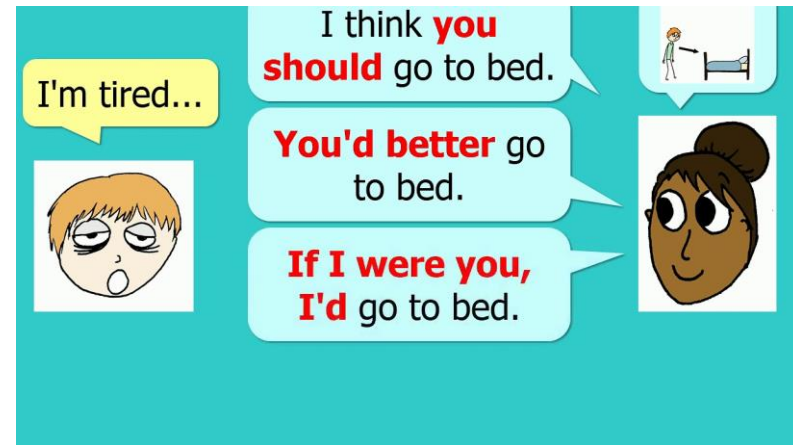 I'm tired...
I think you
should go to bed.
You'd better go
to bed.
If I were you,
I'd go to bed.